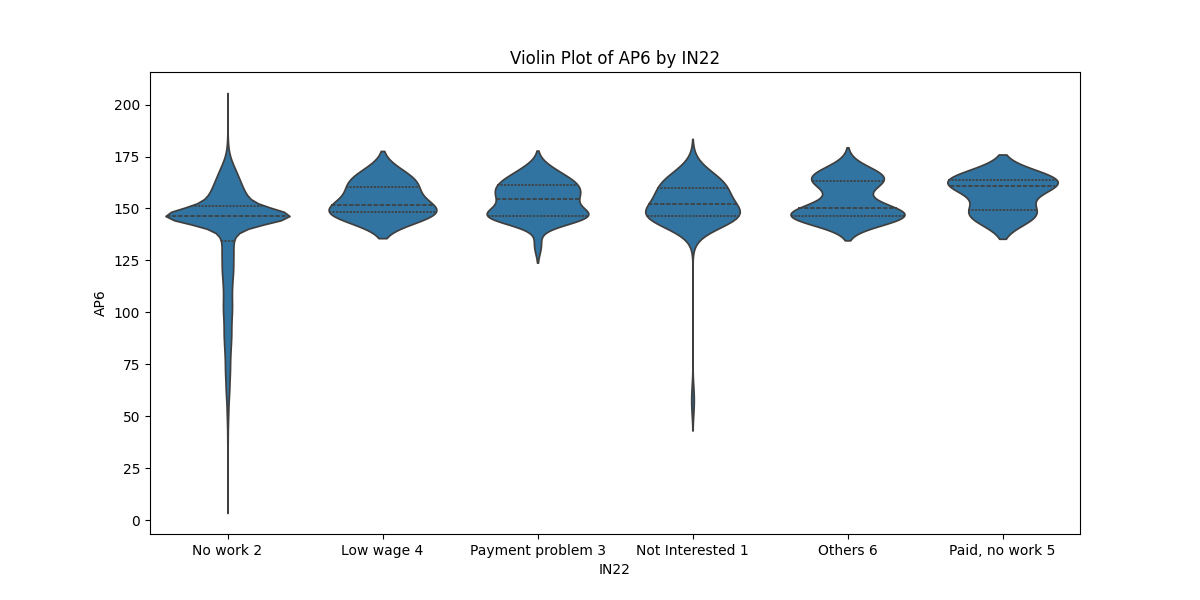 Violin Plot of AP6 by IN22
200
175
150
125
100
75
50
25
0
AP6
No work 2
Low wage 4
Payment problem 3
Not Interested 1
Others 6
Paid, no work 5
IN22